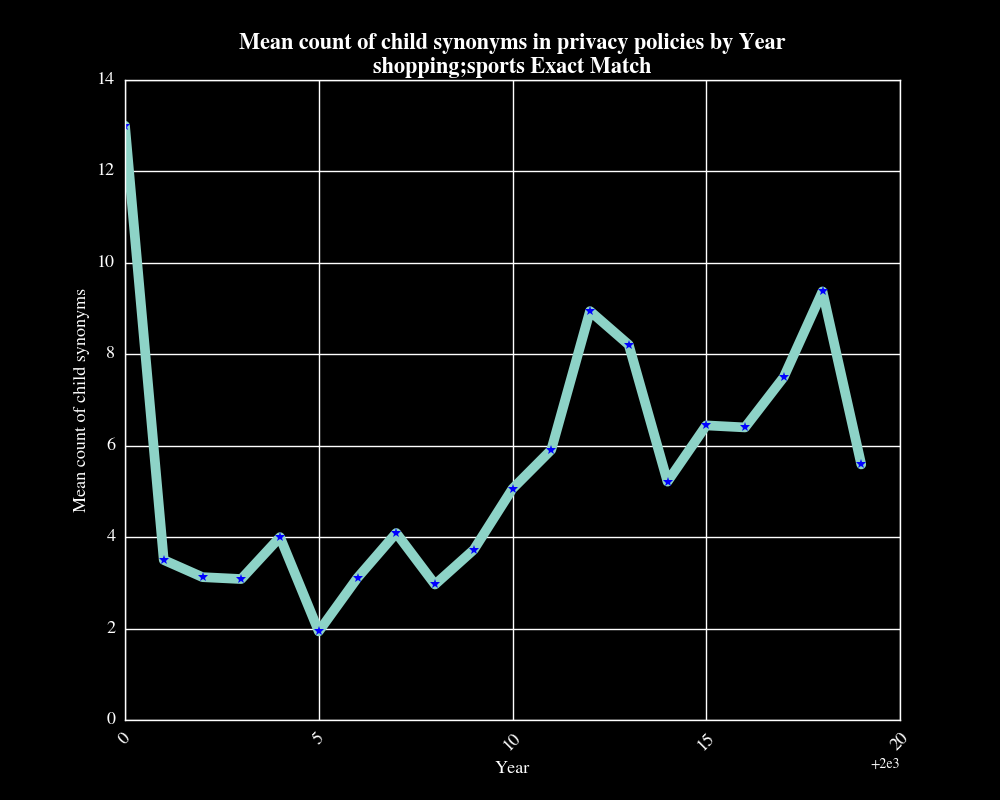 Mean count of child synonyms in privacy policies by Year
shopping;sports Exact Match
14
12
10
8
6
4
2
0
Mean count of child synonyms
0
5
10
15
20
Year
+2e3